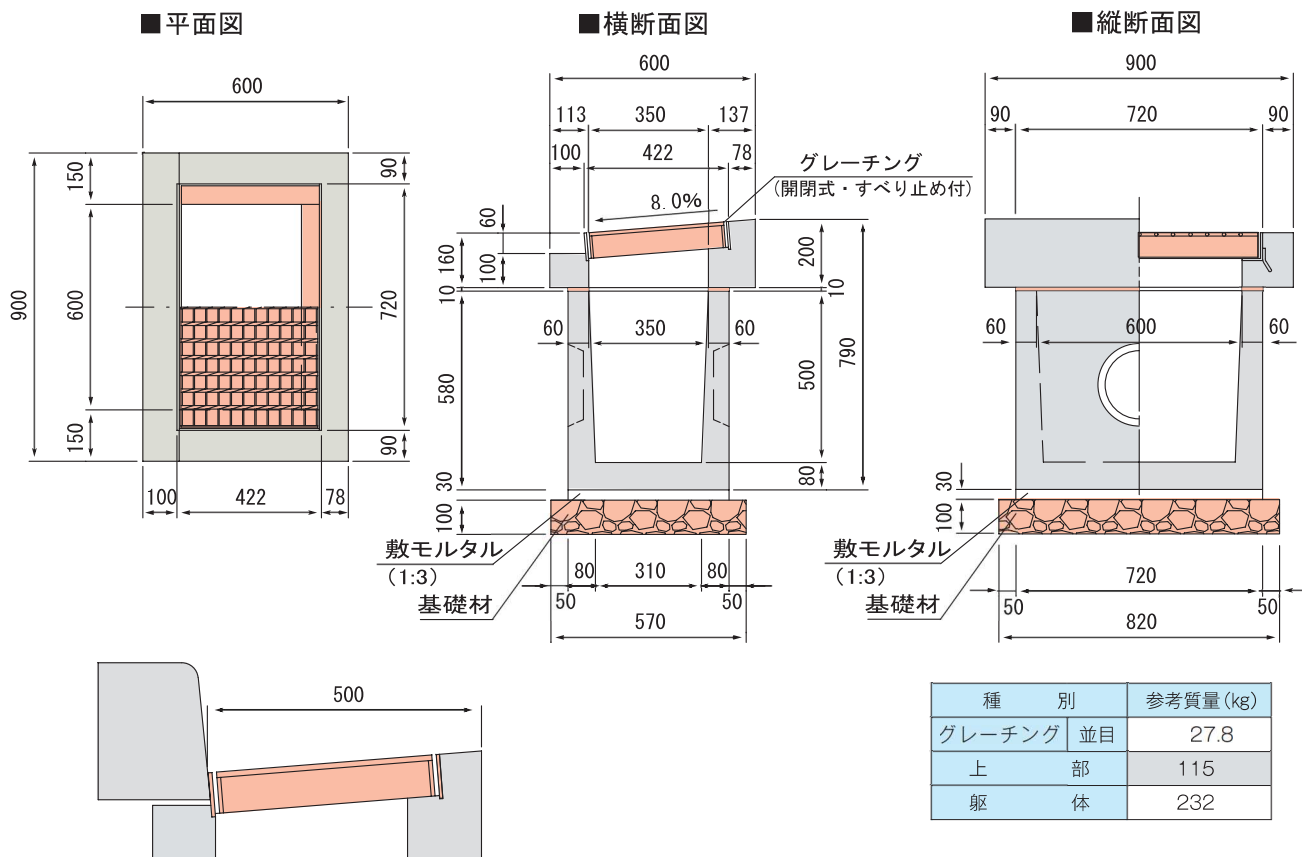 ■平面図
600
900
150
600
150
90
720
90
100 422 78
■横断面図
600
113 350 137
100 422 78
グレーチング
(開閉式・すべり止め付)
8.0%
60
160
100
10
200
10
60 350 60
580
500
790
80
30
100
敷モルタル
(1:3)
基礎材
80 310 80
50 50
570
■縦断面図
900
90 720 90
60 600 60
30
100
敷モルタル
(1:3)
基礎材
720
50 50
820
500
種 別 参考質量(kg)
グレーチング 並目 27.8
上 部 115
躯 体 232